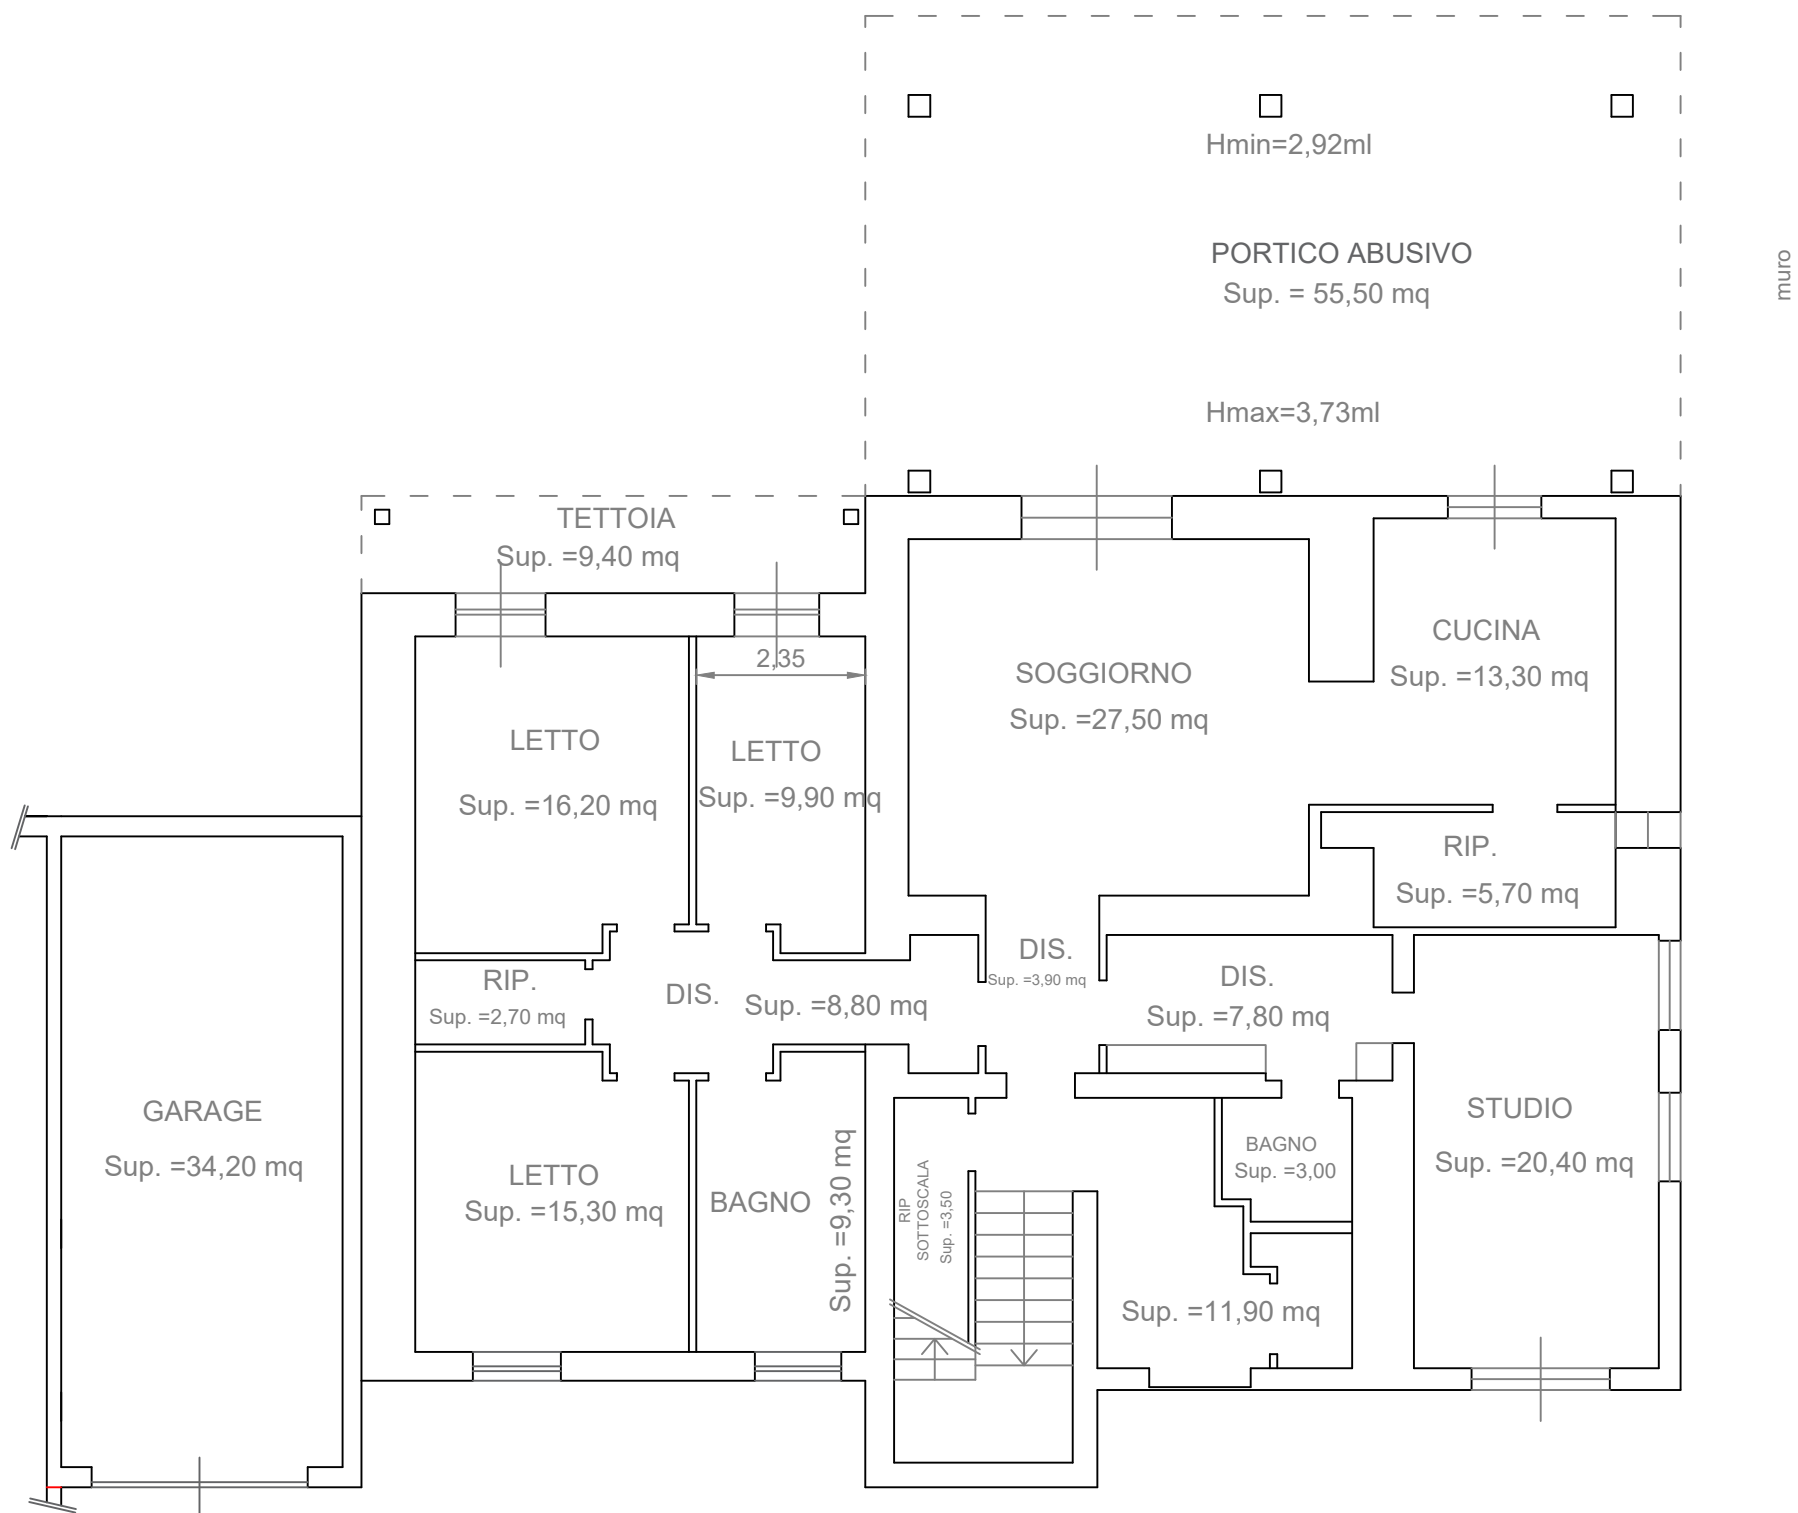 Hmin=2,92ml
PORTICO ABUSIVO
Sup. = 55,50 mq
muro
Hmax=3,73ml
TETTOIA
Sup. =9,40 mq
2,35
LETTO
Sup. =16,20 mq
LETTO
Sup. =9,90 mq
SOGGIORNO
Sup. =27,50 mq
CUCINA
Sup. =13,30 mq
RIP.
Sup. =5,70 mq
RIP.
Sup. =2,70 mq
DIS.
Sup. =8,80 mq
DIS.
Sup. =3,90 mq
DIS.
Sup. =7,80 mq
GARAGE
Sup. =34,20 mq
LETTO
Sup. =15,30 mq
BAGNO
Sup. =9,30 mq
RIP
SOTTOSCALA
Sup. =3,50
BAGNO
Sup. =3,00
STUDIO
Sup. =20,40 mq
Sup. =11,90 mq